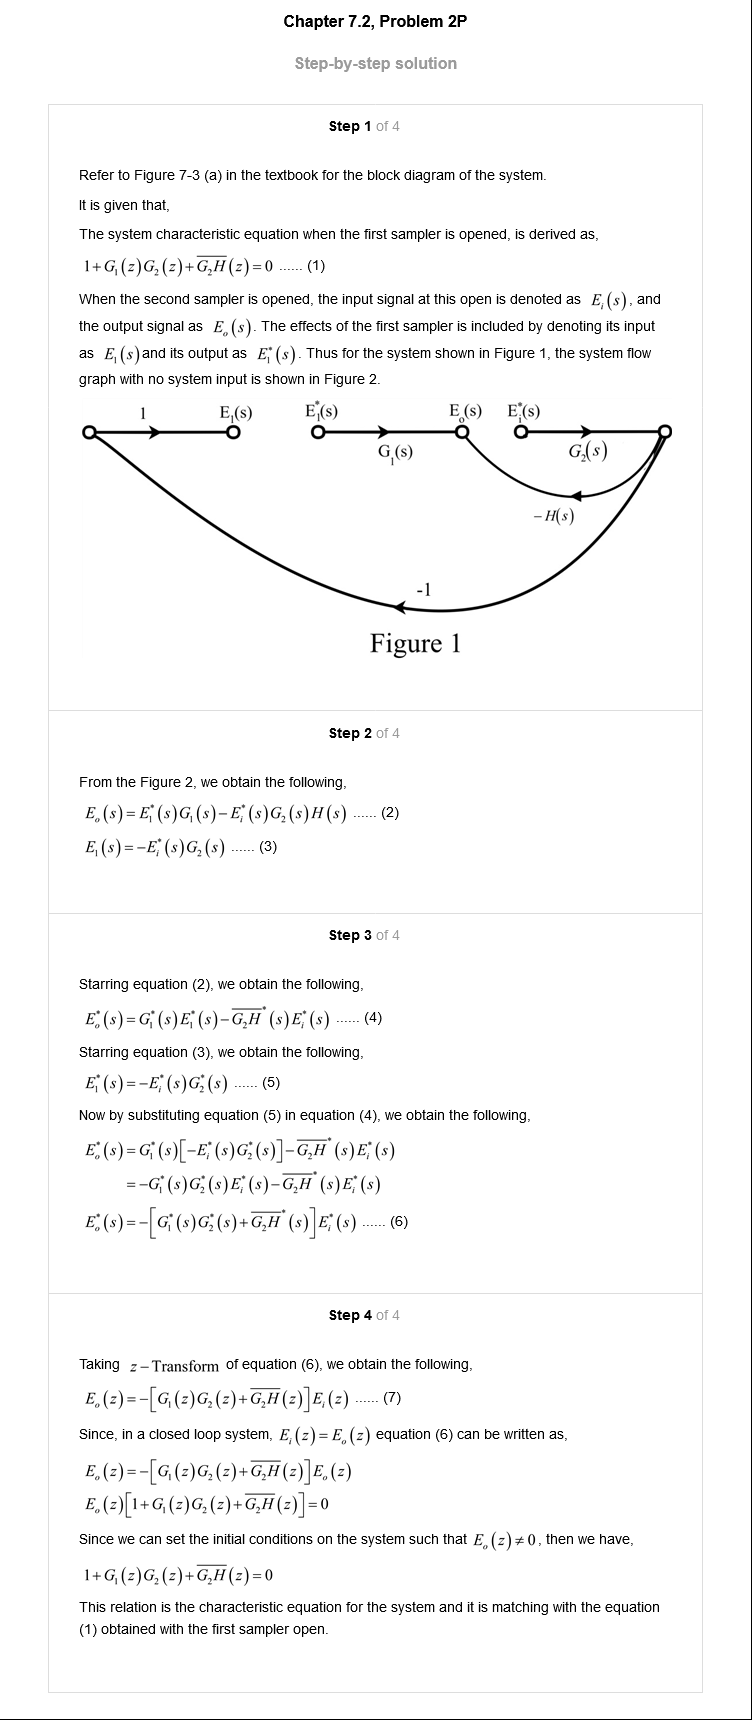 Chapter 7.2, Problem 2P
Step-by-step solution
Step 1 of 4
Refer to Figure 7-3 (a) in the textbook for the block diagram of the system.
It is given that,
The system characteristic equation when the first sampler is opened, is derived as,
$1+G_1(z)G_2(z)+\overline{G_2H}(z)=0$ ...... (1)
When the second sampler is opened, the input signal at this open is denoted as $E_i(s)$, and
the output signal as $E_o(s)$. The effects of the first sampler is included by denoting its input
as $E_1(s)$ and its output as $E_1^*(s)$. Thus for the system shown in Figure 1, the system flow
graph with no system input is shown in Figure 2.
1 $E_1(s)$ $E_1^*(s)$ $E_o(s)$ $E_i^*(s)$
$G_1(s)$ $G_2(s)$
$-H(s)$
-1
Figure 1
Step 2 of 4
From the Figure 2, we obtain the following,
$E_o(s)=E_1^*(s)G_1(s)-E_i^*(s)G_2(s)H(s)$ ...... (2)
$E_1(s)=-E_i^*(s)G_2(s)$ ...... (3)
Step 3 of 4
Starring equation (2), we obtain the following,
$E_o^*(s)=G_1^*(s)E_1^*(s)-\overline{G_2H}^*(s)E_i^*(s)$ ...... (4)
Starring equation (3), we obtain the following,
$E_1^*(s)=-E_i^*(s)G_2^*(s)$ ...... (5)
Now by substituting equation (5) in equation (4), we obtain the following,
$E_o^*(s)=G_1^*(s)[-E_i^*(s)G_2^*(s)]-\overline{G_2H}^*(s)E_i^*(s)$
$=-G_1^*(s)G_2^*(s)E_i^*(s)-\overline{G_2H}^*(s)E_i^*(s)$
$E_o^*(s)=-[G_1^*(s)G_2^*(s)+\overline{G_2H}^*(s)]E_i^*(s)$ ...... (6)
Step 4 of 4
Taking z–Transform of equation (6), we obtain the following,
$E_o(z)=-[G_1(z)G_2(z)+\overline{G_2H}(z)]E_i(z)$ ...... (7)
Since, in a closed loop system, $E_i(z)=E_o(z)$ equation (6) can be written as,
$E_o(z)=-[G_1(z)G_2(z)+\overline{G_2H}(z)]E_o(z)$
$E_o(z)[1+G_1(z)G_2(z)+\overline{G_2H}(z)]=0$
Since we can set the initial conditions on the system such that $E_o(z)\neq 0$, then we have,
$1+G_1(z)G_2(z)+\overline{G_2H}(z)=0$
This relation is the characteristic equation for the system and it is matching with the equation
(1) obtained with the first sampler open.